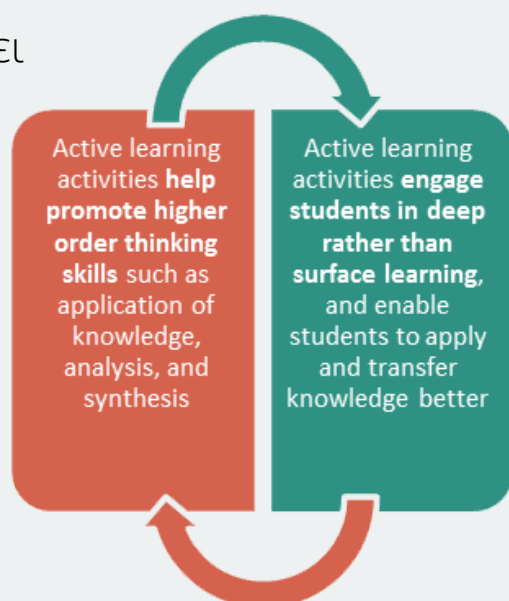 Active learning
activities help
promote higher
order thinking
skills such as
application of
knowledge,
analysis, and
synthesis
Active learning
activities engage
students in deep
rather than
surface learning,
and enable
students to apply
and transfer
knowledge better